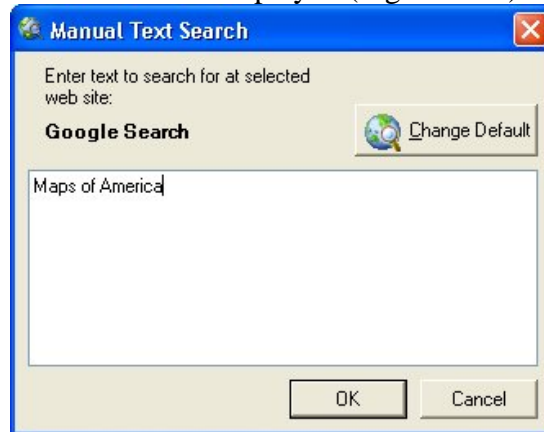 Manual Text Search
Enter text to search for at selected
web site:
Google Search
Change Default
Maps of America
OK
Cancel